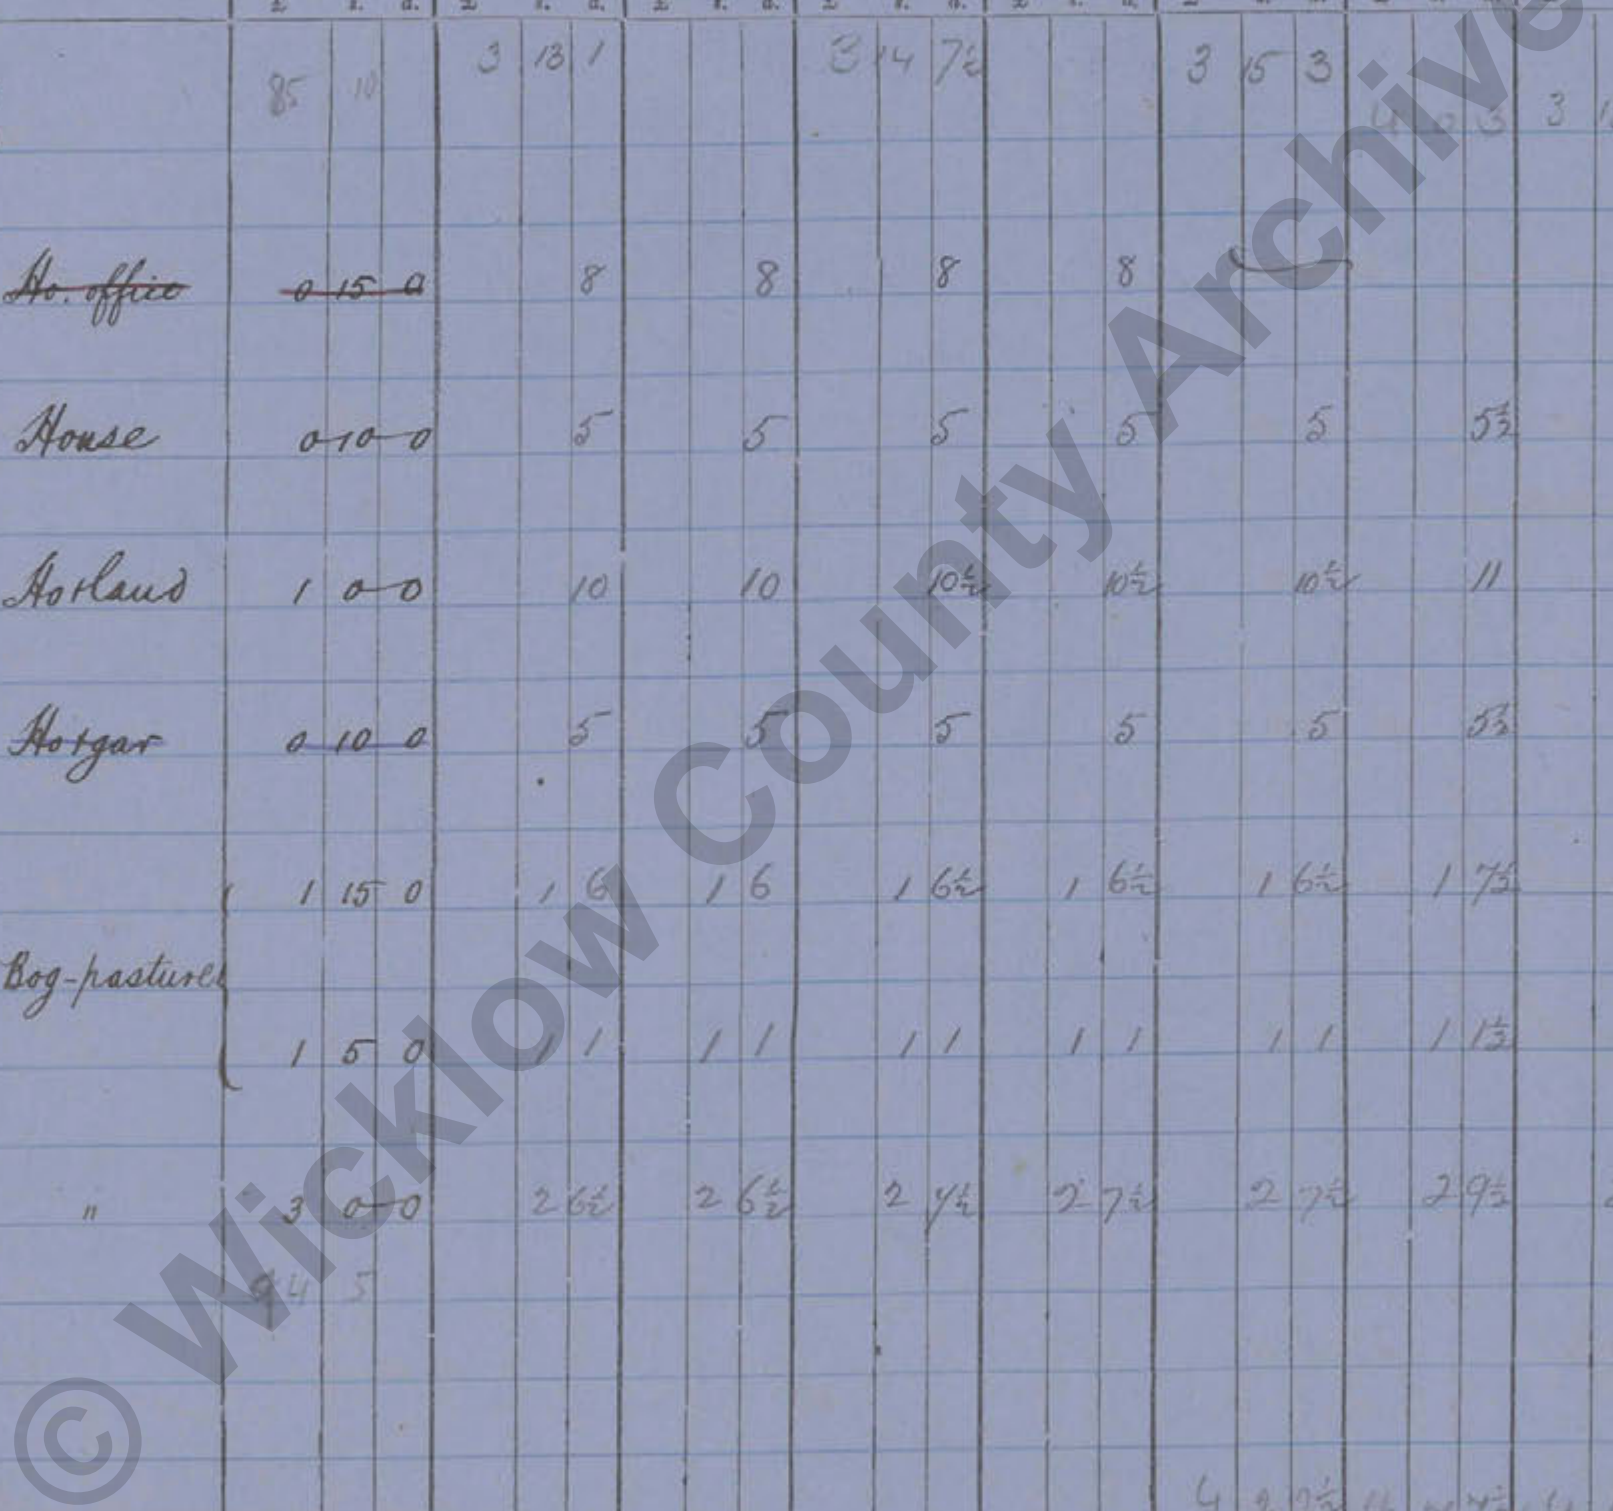 £ s. d. £ s. d. £ s. d. £ s. d. £ s. d.
3 13 1 3 14 7½ 3 15 3
85 10 4 0 3 3
Ho. office 0 15 0 8 8 8 8
House 0-10-0 5 5 5 5 5 5½
Ho+land 1 0-0 10 10 10½ 10½ 10½ 11
Ho+gar 0 10 0 5 5 5 5 5 5½
1 15 0 1 6 1 6 1 6½ 1 6½ 1 6½ 1 7½
Bog-pasture
1 5 0 1 1 1 1 1 1 1 1 1 1 1 1½
" 3 0-0 2 6½ 2 6½ 2 7½ 2 7½ 2 7½ 2 9½
94 5
© Wicklow County Archive